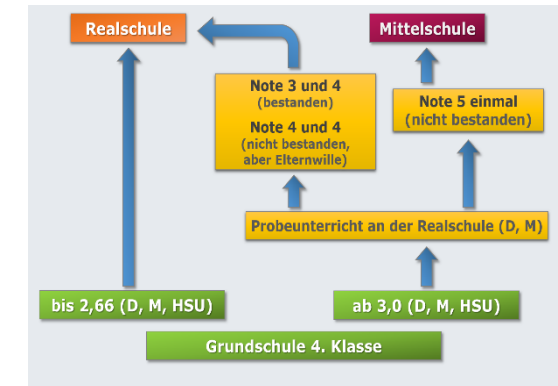 Realschule
Mittelschule
Note 3 und 4
(bestanden)
Note 4 und 4
(nicht bestanden,
aber Elternwille)
Note 5 einmal
(nicht bestanden)
Probeunterricht an der Realschule (D, M)
bis 2,66 (D, M, HSU)
ab 3,0 (D, M, HSU)
Grundschule 4. Klasse